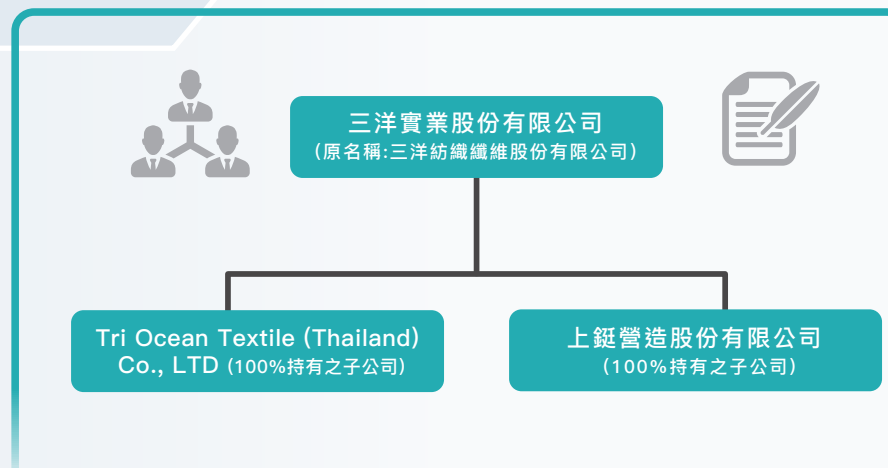 三洋實業股份有限公司
(原名稱:三洋紡織纖維股份有限公司)
Tri Ocean Textile (Thailand)
Co., LTD (100%持有之子公司)
上鋌營造股份有限公司
(100%持有之子公司)